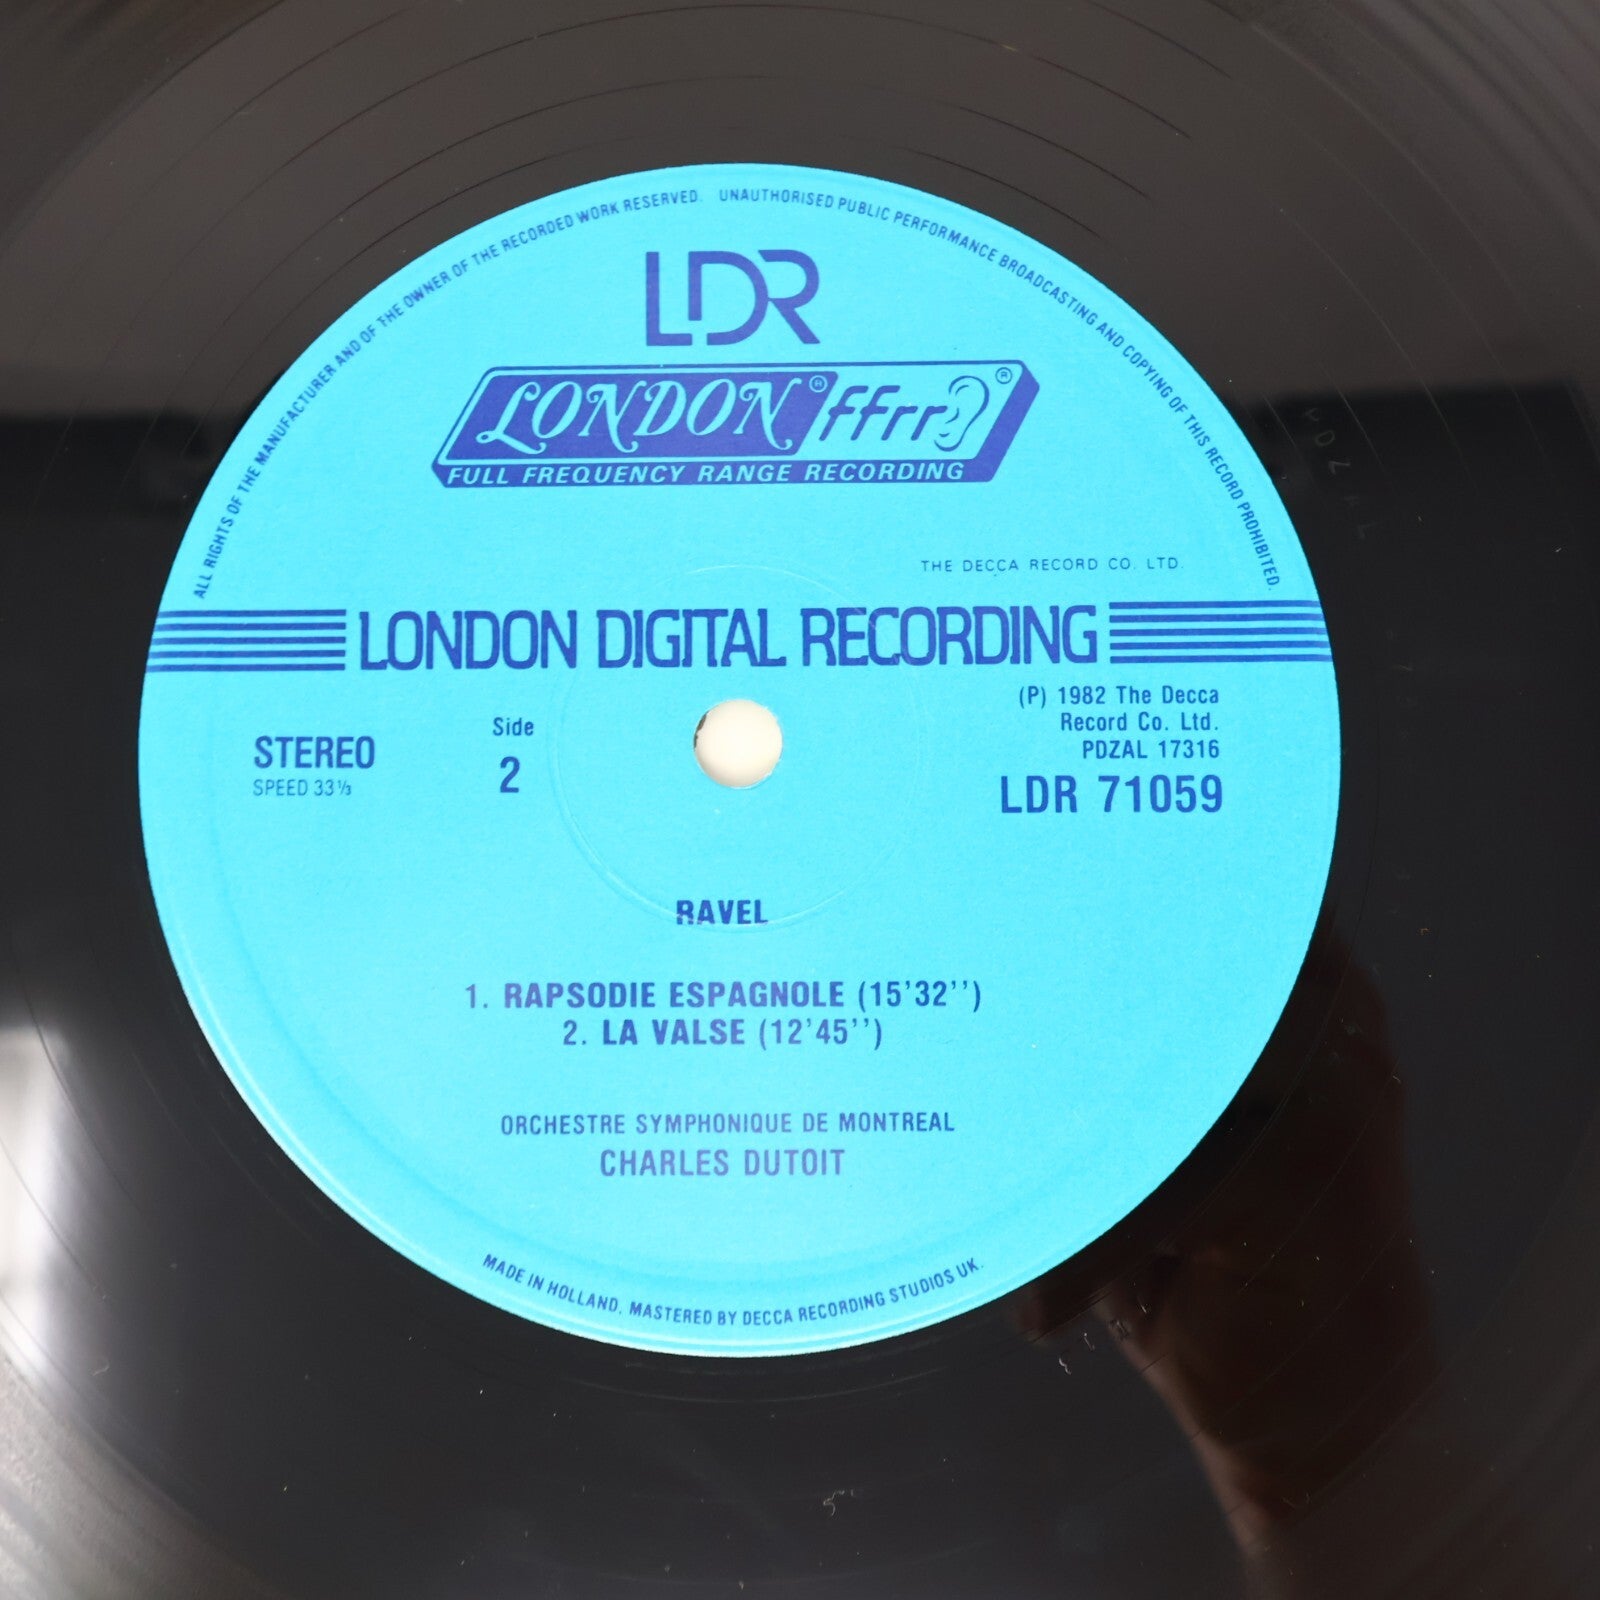 ALL RIGHTS OF THE MANUFACTURER AND OF THE OWNER OF THE RECORDED WORK RESERVED. UNAUTHORISED PUBLIC PERFORMANCE BROADCASTING AND COPYING OF THIS RECORD PROHIBITED.
LDR
LONDON® ffrr®
FULL FREQUENCY RANGE RECORDING
THE DECCA RECORD CO. LTD.
LONDON DIGITAL RECORDING
STEREO
SPEED 33⅓
Side
2
(P) 1982 The Decca
Record Co. Ltd.
PDZAL 17316
LDR 71059
RAVEL
1. RAPSODIE ESPAGNOLE (15'32'')
2. LA VALSE (12'45'')
ORCHESTRE SYMPHONIQUE DE MONTREAL
CHARLES DUTOIT
MADE IN HOLLAND. MASTERED BY DECCA RECORDING STUDIOS UK.